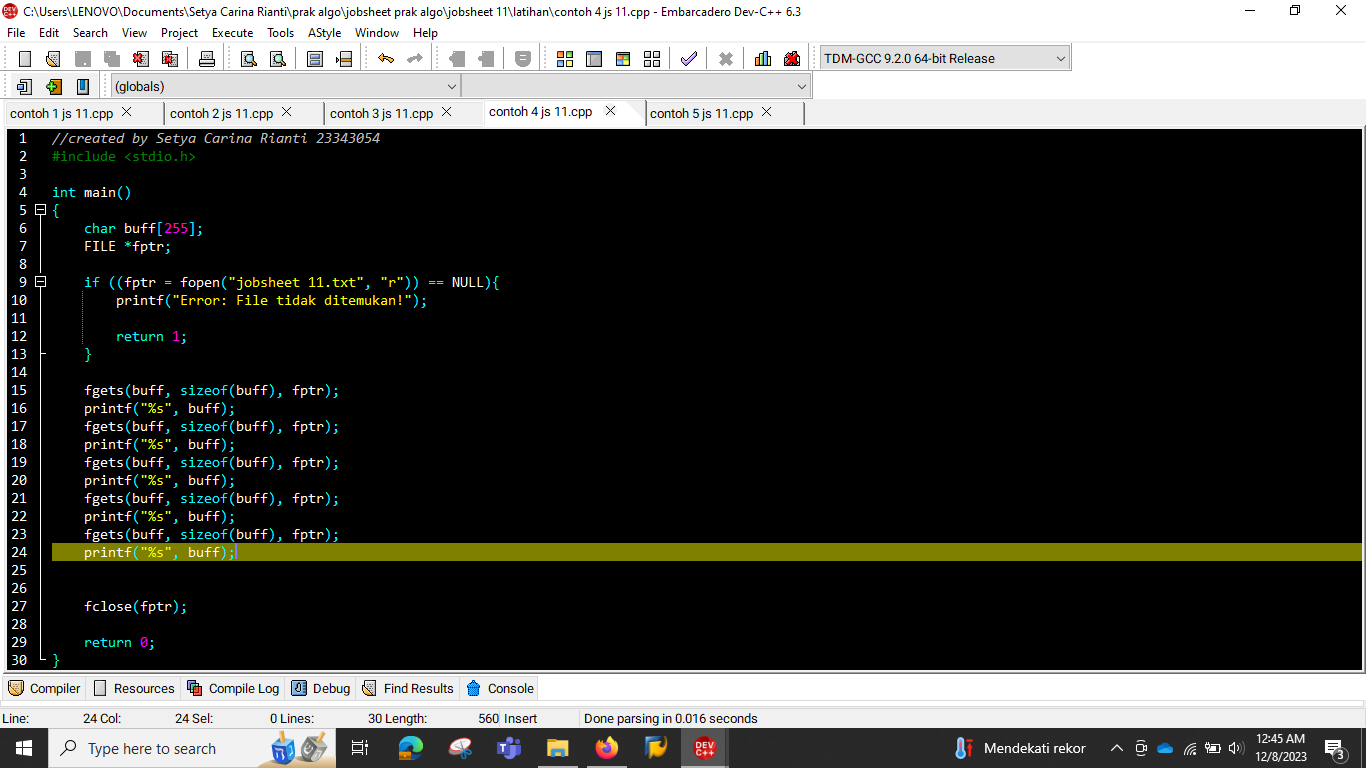 C:\Users\LENOVO\Documents\Setya Carina Rianti\prak algo\jobsheet prak algo\jobsheet 11\latihan\contoh 4 js 11.cpp - Embarcadero Dev-C++ 6.3
File Edit Search View Project Execute Tools AStyle Window Help
TDM-GCC 9.2.0 64-bit Release
(globals)
contoh 1 js 11.cpp contoh 2 js 11.cpp contoh 3 js 11.cpp contoh 4 js 11.cpp contoh 5 js 11.cpp
1 //created by Setya Carina Rianti 23343054
2 #include <stdio.h>
3
4 int main()
5 {
6 char buff[255];
7 FILE *fptr;
8
9 if ((fptr = fopen("jobsheet 11.txt", "r")) == NULL){
10 printf("Error: File tidak ditemukan!");
11
12 return 1;
13 }
14
15 fgets(buff, sizeof(buff), fptr);
16 printf("%s", buff);
17 fgets(buff, sizeof(buff), fptr);
18 printf("%s", buff);
19 fgets(buff, sizeof(buff), fptr);
20 printf("%s", buff);
21 fgets(buff, sizeof(buff), fptr);
22 printf("%s", buff);
23 fgets(buff, sizeof(buff), fptr);
24 printf("%s", buff);
25
26
27 fclose(fptr);
28
29 return 0;
30 }
Compiler Resources Compile Log Debug Find Results Console
Line: 24 Col: 24 Sel: 0 Lines: 30 Length: 560 Insert Done parsing in 0.016 seconds
Type here to search
DEV C++
Mendekati rekor
12:45 AM
12/8/2023
3